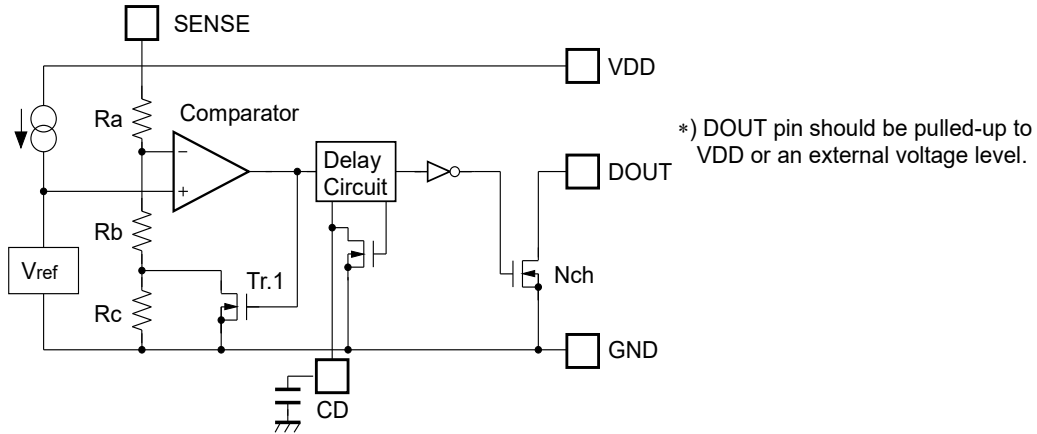 SENSE
VDD
Ra
Comparator
−
+
Delay
Circuit
DOUT
Rb
Vref
Tr.1
Nch
Rc
GND
CD
*) DOUT pin should be pulled-up to
VDD or an external voltage level.